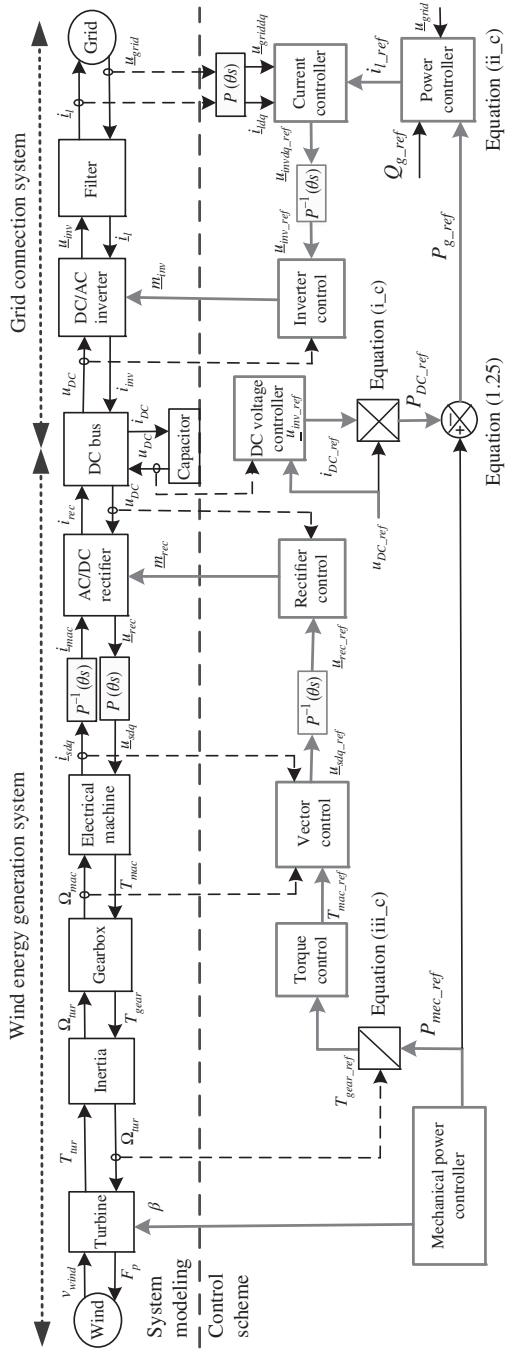 Wind energy generation system
Grid connection system
Wind
v_wind
F_p
Turbine
T_tur
Ω_tur
Inertia
Ω_tur
T_gear
Gearbox
Ω_mac
T_mac
Electrical machine
i_sdq
u_sdq
P⁻¹(θs)
P(θs)
i_mac
u_rec
AC/DC rectifier
i_rec
u_DC
DC bus
u_DC
i_DC
Capacitor
u_DC
i_inv
DC/AC inverter
u_inv
i_l
Filter
i_l
u_grid
Grid
System modeling
Control scheme
β
m_rec
m_inv
P(θs)
i_ldq
u_griddq
Mechanical power controller
T_gear_ref
Equation (iii_c)
P_mec_ref
Torque control
T_mac_ref
Vector control
u_sdq_ref
P⁻¹(θs)
u_rec_ref
Rectifier control
DC voltage controller
u_inv_ref
i_DC_ref
u_DC_ref
Equation (i_c)
P_DC_ref
+
−
Equation (1.25)
P_g_ref
Inverter control
u_inv_ref
P⁻¹(θs)
u_invdq_ref
Current controller
i_l_ref
Power controller
Q_g_ref
u_grid
Equation (ii_c)